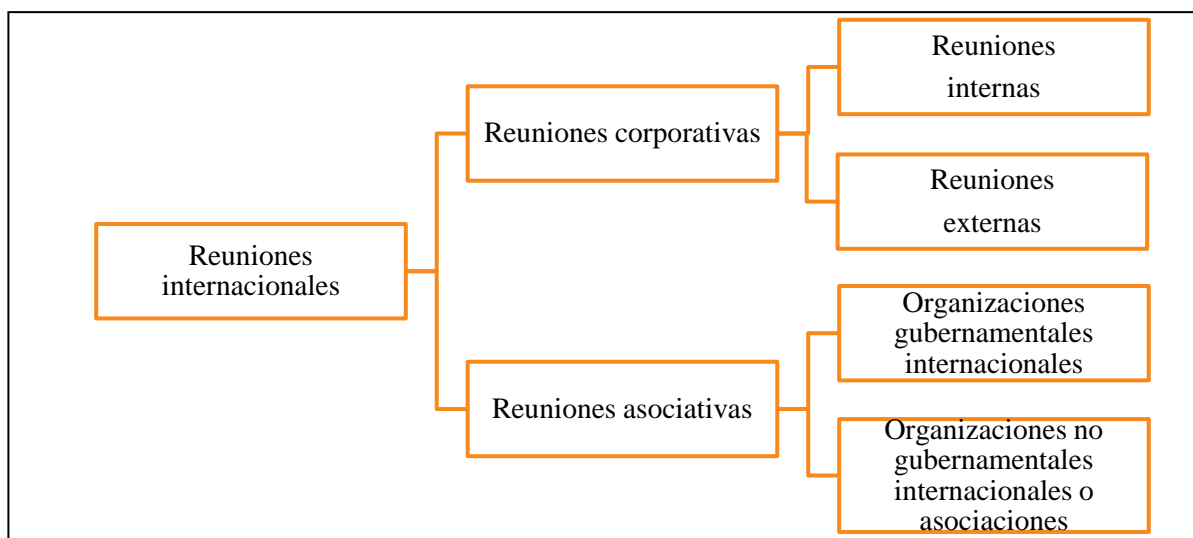 Reuniones
internacionales
Reuniones corporativas
Reuniones
internas
Reuniones
externas
Reuniones asociativas
Organizaciones
gubernamentales
internacionales
Organizaciones no
gubernamentales
internacionales o
asociaciones